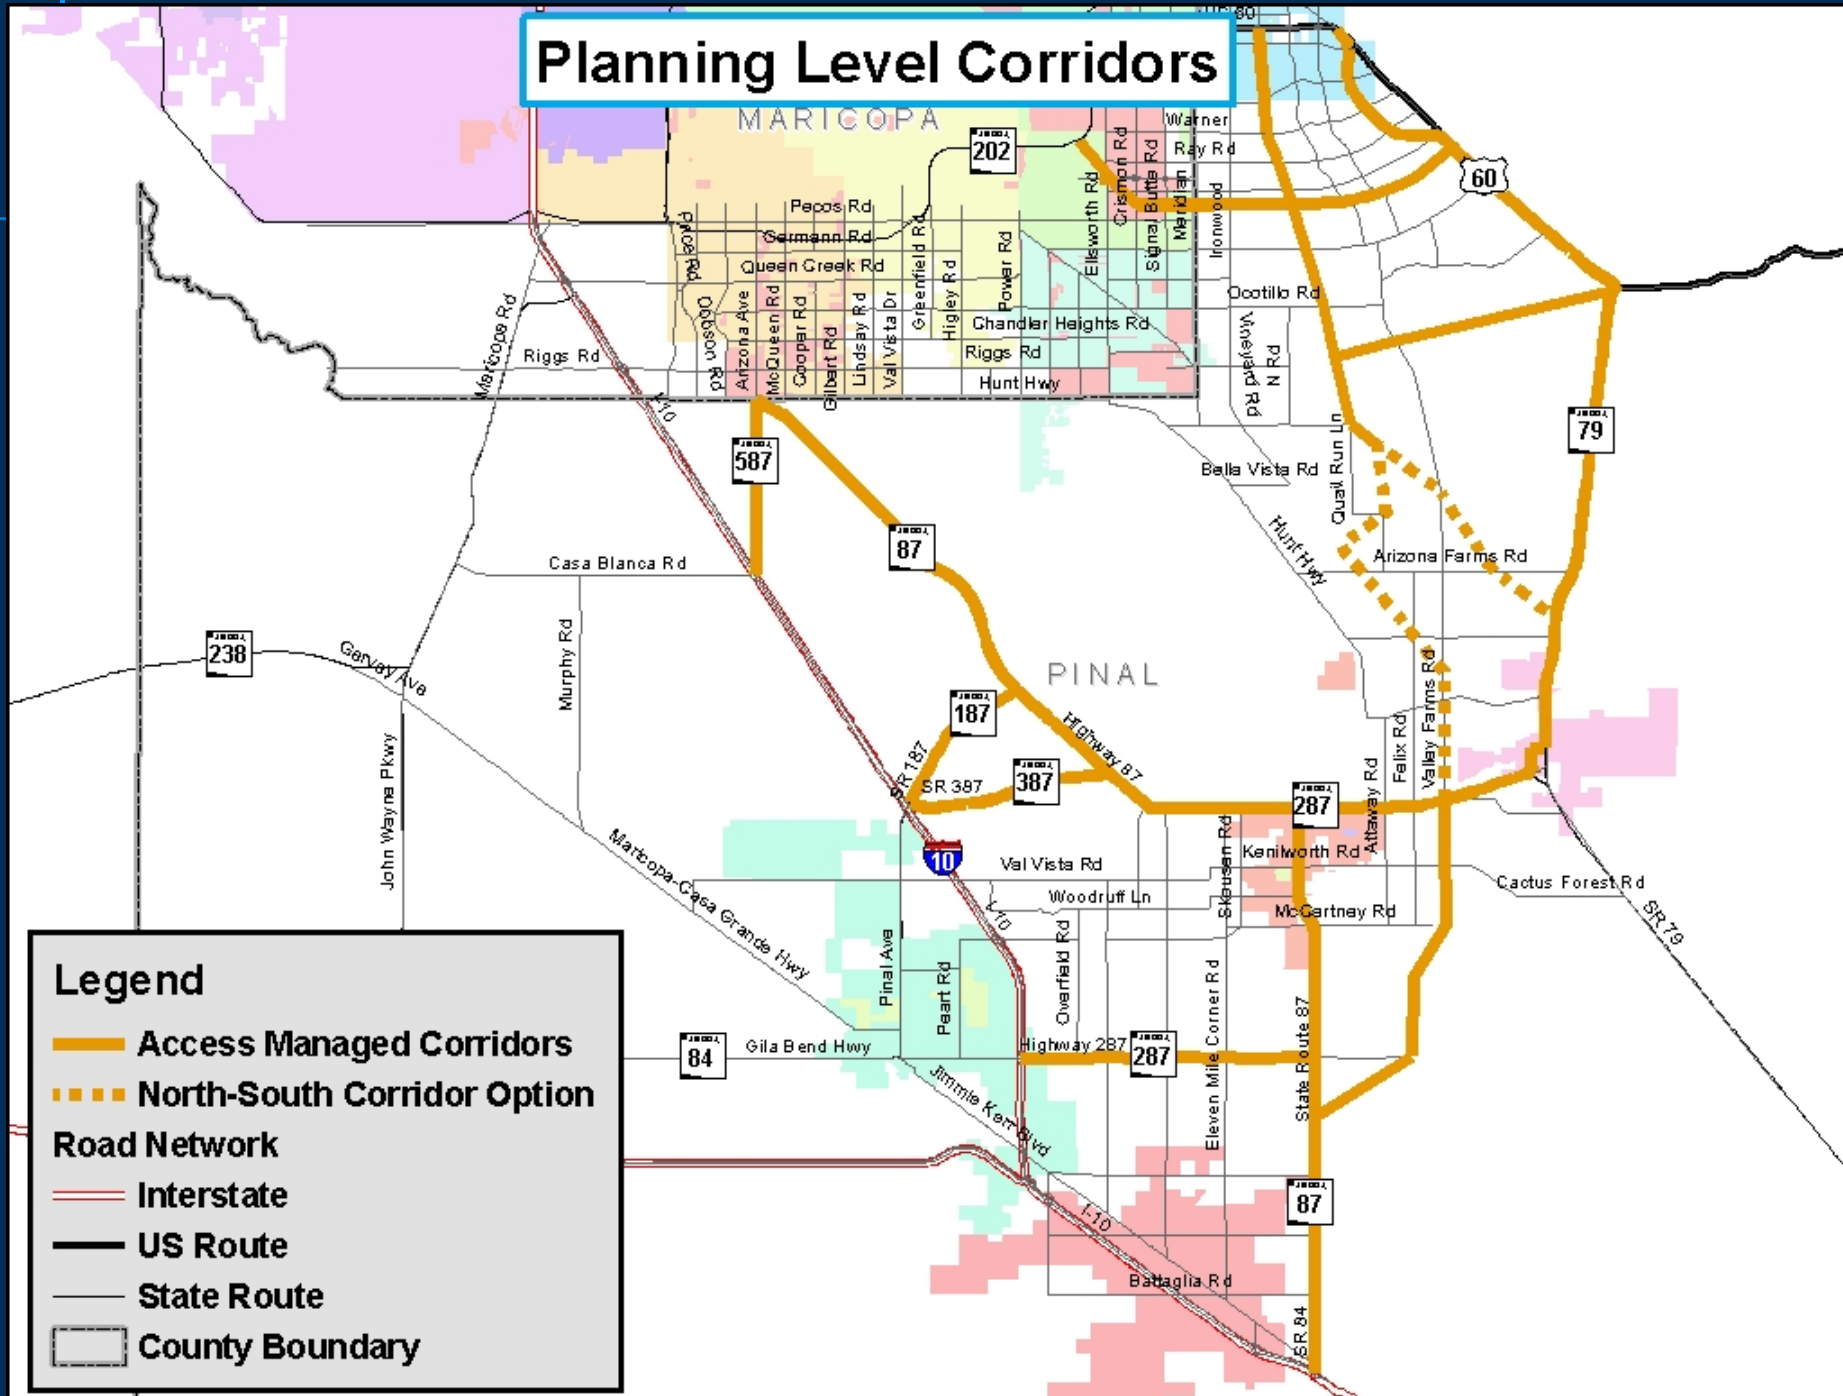 Planning Level Corridors
MARICOPA
202
Warner
Ray Rd
60
Crismon Rd
Signal Butte Rd
Meridian
Ironwood
Ellsworth Rd
Pecos Rd
Germann Rd
Queen Creek Rd
Price Rd
Dobson Rd
Arizona Ave
McQueen Rd
Cooper Rd
Gilbert Rd
Lindsay Rd
Val Vista Dr
Greenfield Rd
Higley Rd
Power Rd
Ocotillo Rd
Chandler Heights Rd
Riggs Rd
Riggs Rd
Hunt Hwy
Maricopa Rd
Vineyard Rd
N Rd
I-10
587
79
Quail Run Ln
Bella Vista Rd
87
Hunt Hwy
Arizona Farms Rd
Casa Blanca Rd
Murphy Rd
238
Garvey Ave
PINAL
187
Highway 87
SR 187
SR 387
387
287
Attaway Rd
Felix Rd
Valley Farms Rd
John Wayne Pkwy
Maricopa-Casa Grande Hwy
10
Val Vista Rd
Woodruff Ln
Skousen Rd
Kenilworth Rd
McCartney Rd
Cactus Forest Rd
SR 79
I-10
Pinal Ave
Peart Rd
Overfield Rd
Eleven Mile Corner Rd
State Route 87
84
Gila Bend Hwy
Highway 287
287
Jimmie Kerr Blvd
87
I-10
Battaglia Rd
SR 84
Legend
Access Managed Corridors
North-South Corridor Option
Road Network
Interstate
US Route
State Route
County Boundary